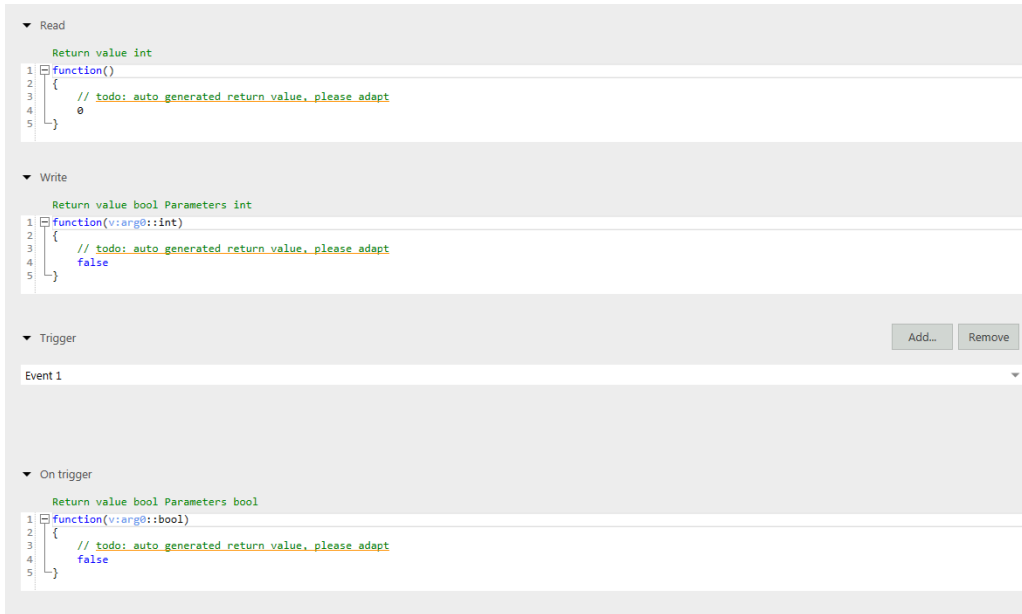 Read
Return value int
1 function()
2 {
3 // todo: auto generated return value, please adapt
4 0
5 }
Write
Return value bool Parameters int
1 function(v:arg0::int)
2 {
3 // todo: auto generated return value, please adapt
4 false
5 }
Trigger Add... Remove
Event 1
On trigger
Return value bool Parameters bool
1 function(v:arg0::bool)
2 {
3 // todo: auto generated return value, please adapt
4 false
5 }